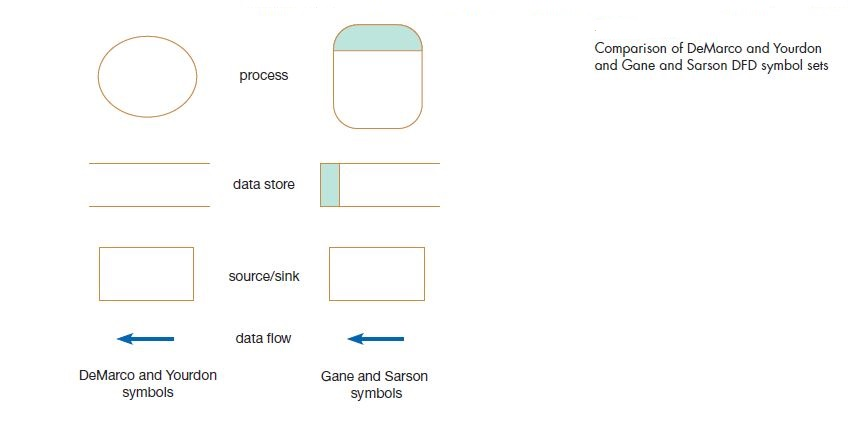 Comparison of DeMarco and Yourdon
and Gane and Sarson DFD symbol sets
process
data store
source/sink
data flow
DeMarco and Yourdon
symbols
Gane and Sarson
symbols